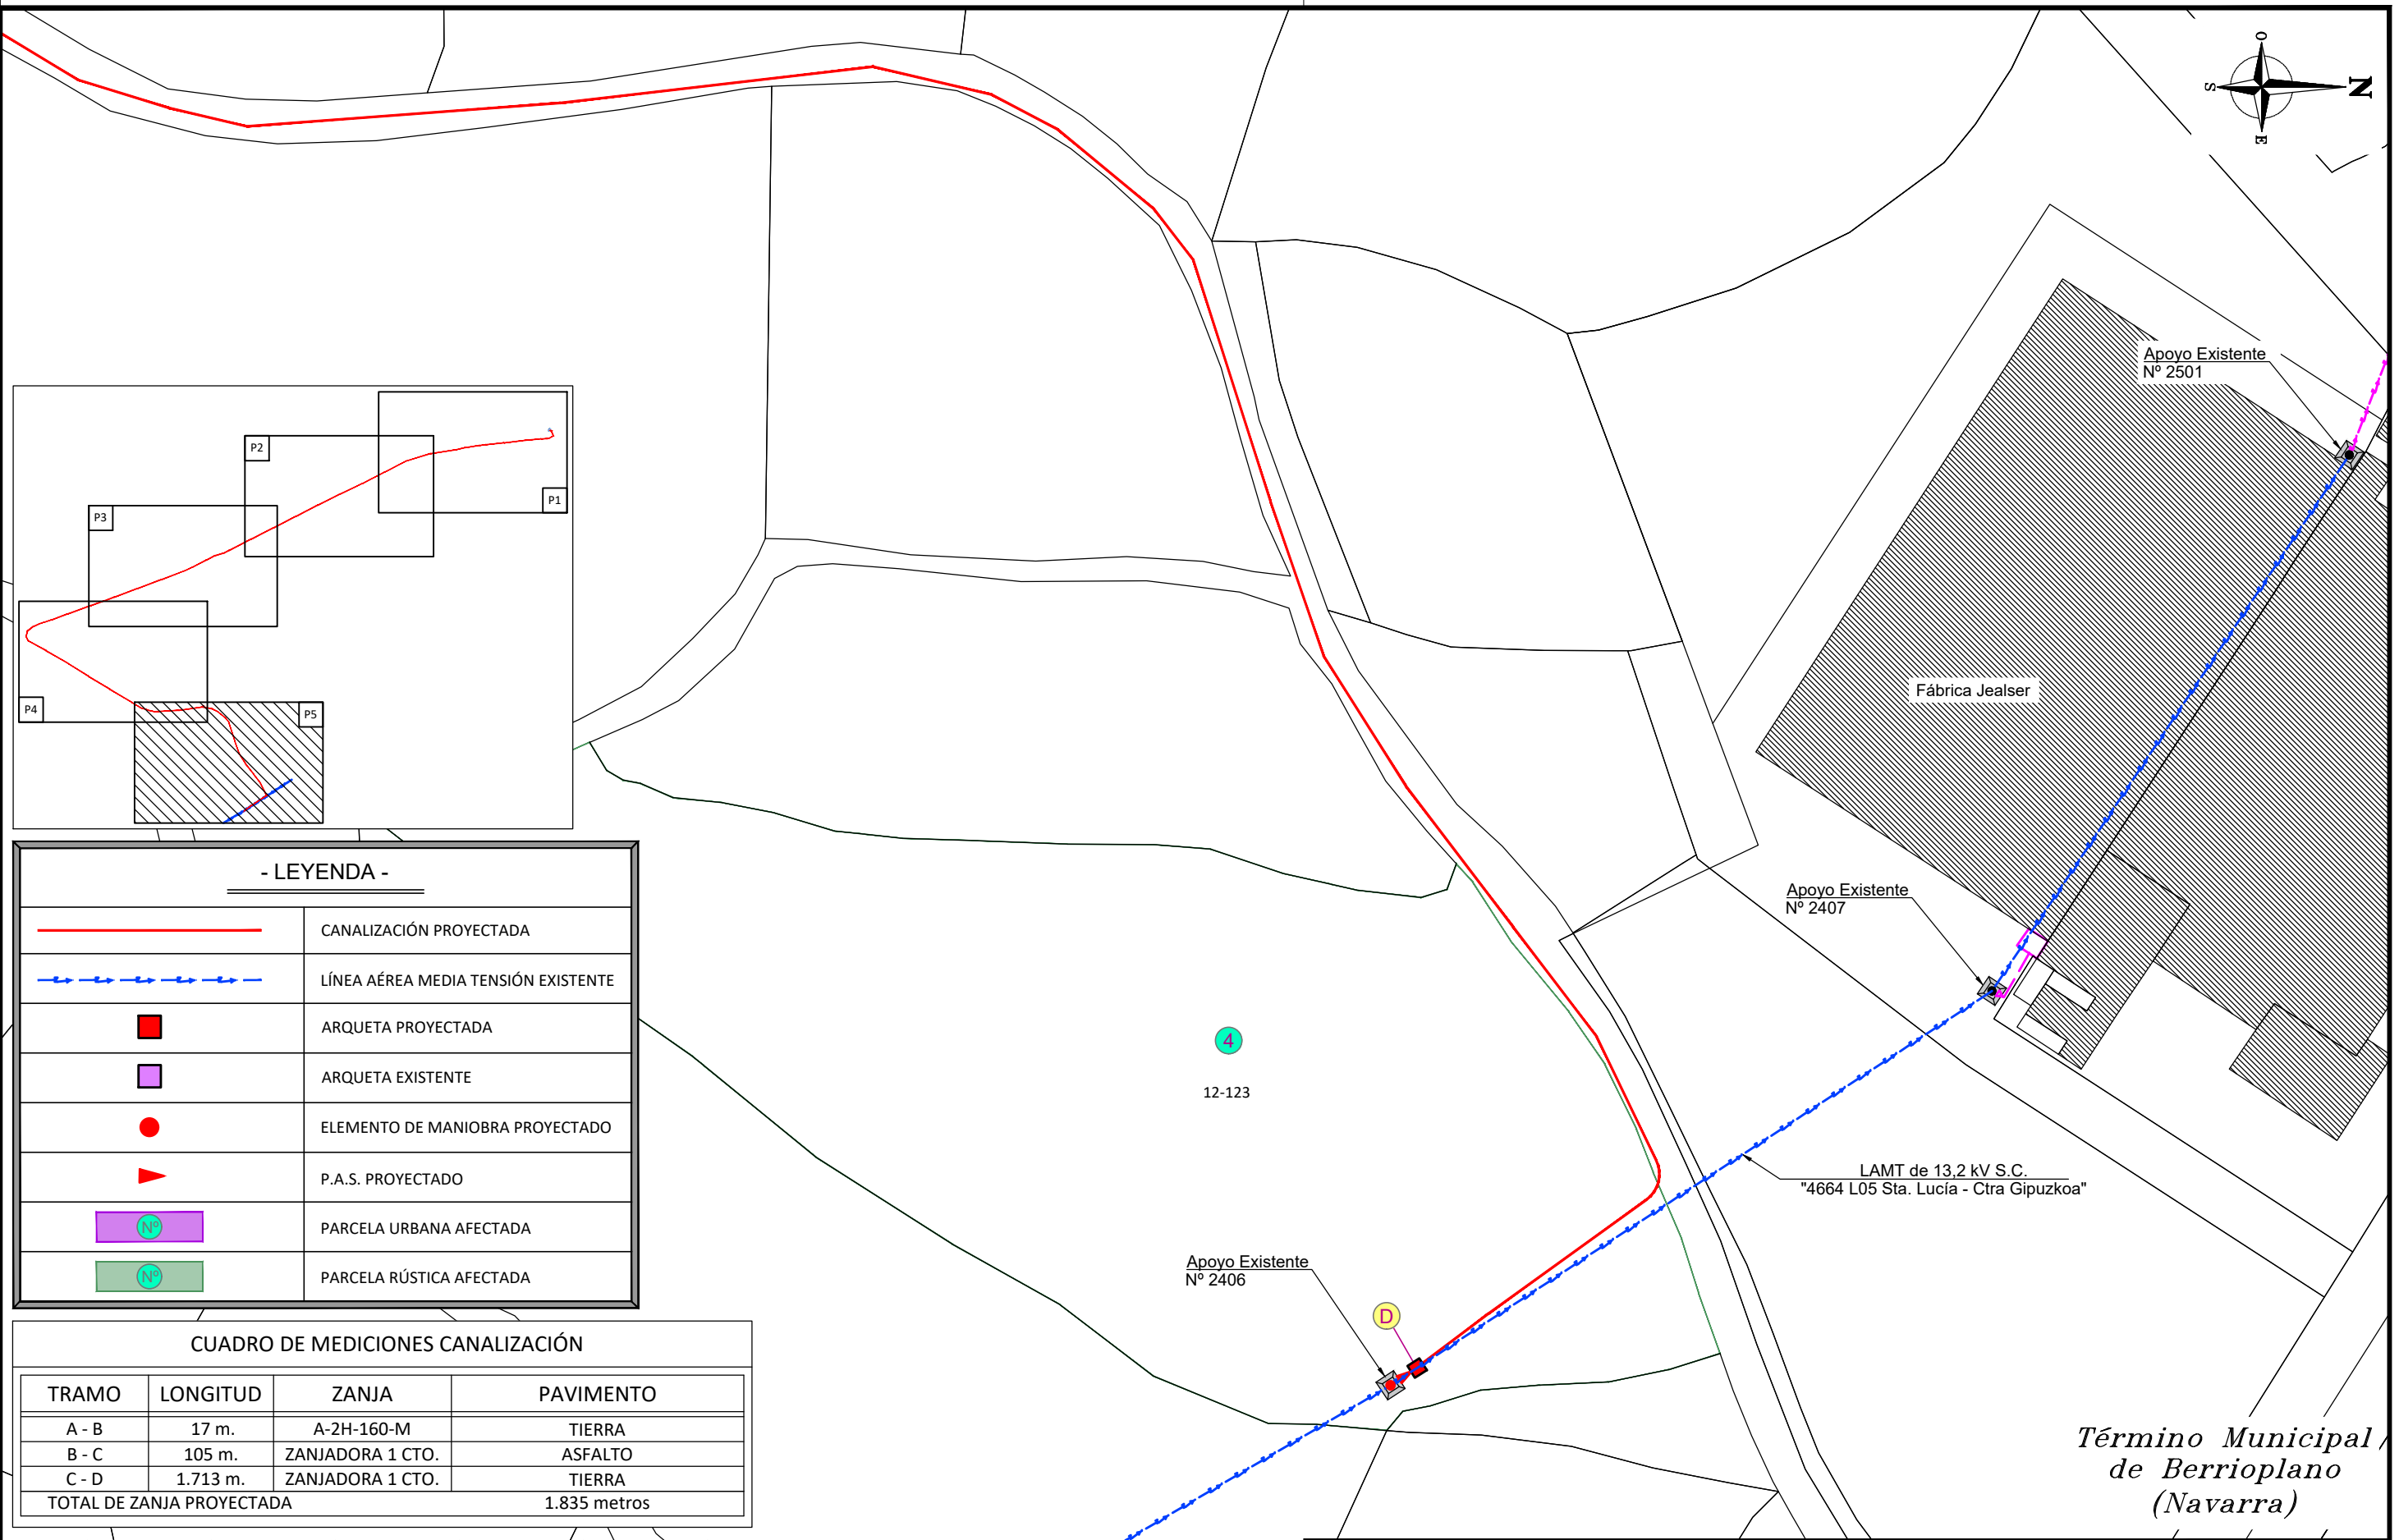 O
S
N
E
Apoyo Existente
Nº 2501
P2
P1
P3
P4
P5
Fábrica Jealser
- LEYENDA -
CANALIZACIÓN PROYECTADA
LÍNEA AÉREA MEDIA TENSIÓN EXISTENTE
ARQUETA PROYECTADA
ARQUETA EXISTENTE
ELEMENTO DE MANIOBRA PROYECTADO
P.A.S. PROYECTADO
Nº PARCELA URBANA AFECTADA
Nº PARCELA RÚSTICA AFECTADA
Apoyo Existente
Nº 2407
4
12-123
LAMT de 13,2 kV S.C.
"4664 L05 Sta. Lucía - Ctra Gipuzkoa"
Apoyo Existente
Nº 2406
D
CUADRO DE MEDICIONES CANALIZACIÓN
TRAMO LONGITUD ZANJA PAVIMENTO
A - B 17 m. A-2H-160-M TIERRA
B - C 105 m. ZANJADORA 1 CTO. ASFALTO
C - D 1.713 m. ZANJADORA 1 CTO. TIERRA
TOTAL DE ZANJA PROYECTADA 1.835 metros
Término Municipal
de Berrioplano
(Navarra)